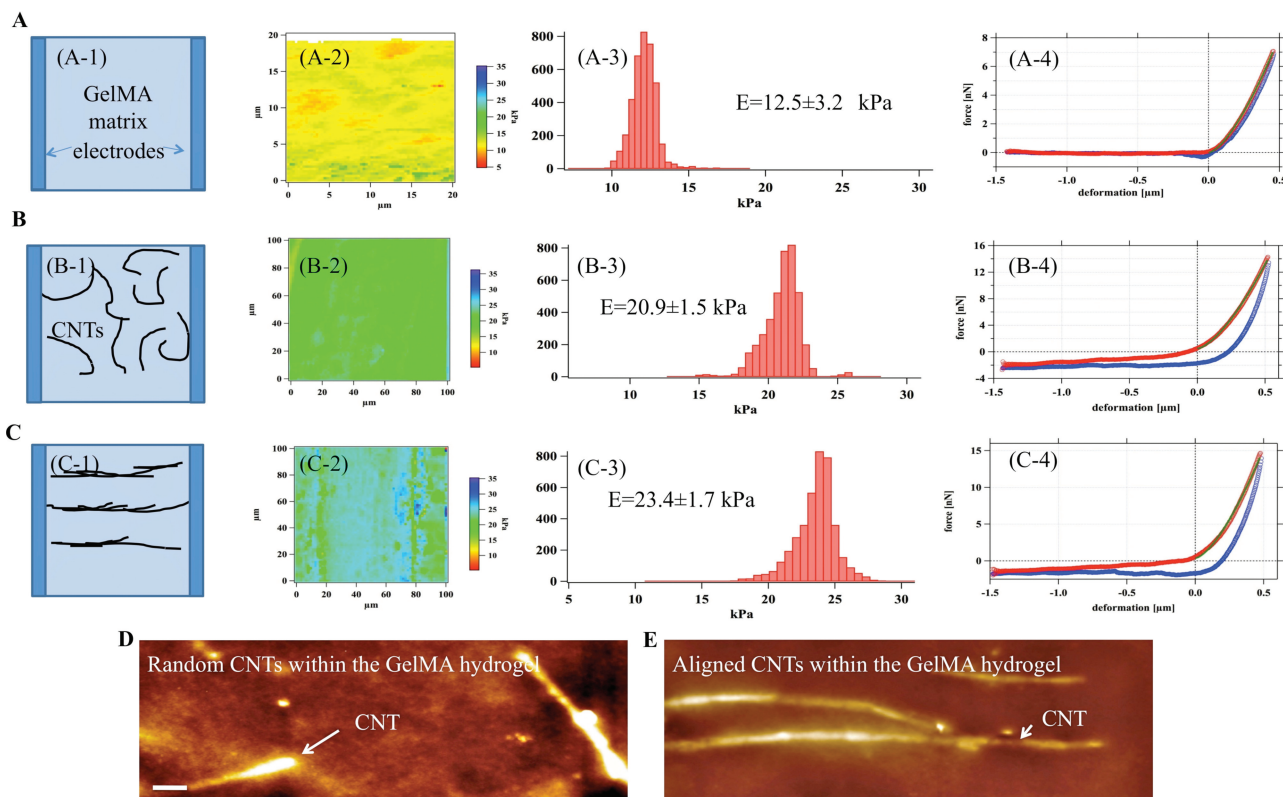 A
(A-1)
GelMA
matrix
electrodes
(A-2)
20
15
10
5
0
µm
0 5 10 15 20
µm
35
30
25
20
15
10
5
kPa
(A-3)
800
600
400
200
0
E=12.5±3.2 kPa
10 15 20 25 30
kPa
(A-4)
8
6
4
2
0
-2
force [nN]
-1.5 -1.0 -0.5 0.0 0.5
deformation [µm]
B
(B-1)
CNTs
(B-2)
100
80
60
40
20
0
µm
0 20 40 60 80 100
µm
35
30
25
20
15
10
5
kPa
(B-3)
800
600
400
200
0
E=20.9±1.5 kPa
10 15 20 25 30
kPa
(B-4)
16
12
8
4
0
-4
force [nN]
-1.5 -1.0 -0.5 0.0 0.5
deformation [µm]
C
(C-1)
(C-2)
100
80
60
40
20
0
µm
0 20 40 60 80 100
µm
35
30
25
20
15
10
5
kPa
(C-3)
800
600
400
200
0
E=23.4±1.7 kPa
5 10 15 20 25 30
kPa
(C-4)
15
10
5
0
-5
force [nN]
-1.5 -1.0 -0.5 0.0 0.5
deformation [µm]
D
Random CNTs within the GelMA hydrogel
CNT
E
Aligned CNTs within the GelMA hydrogel
CNT